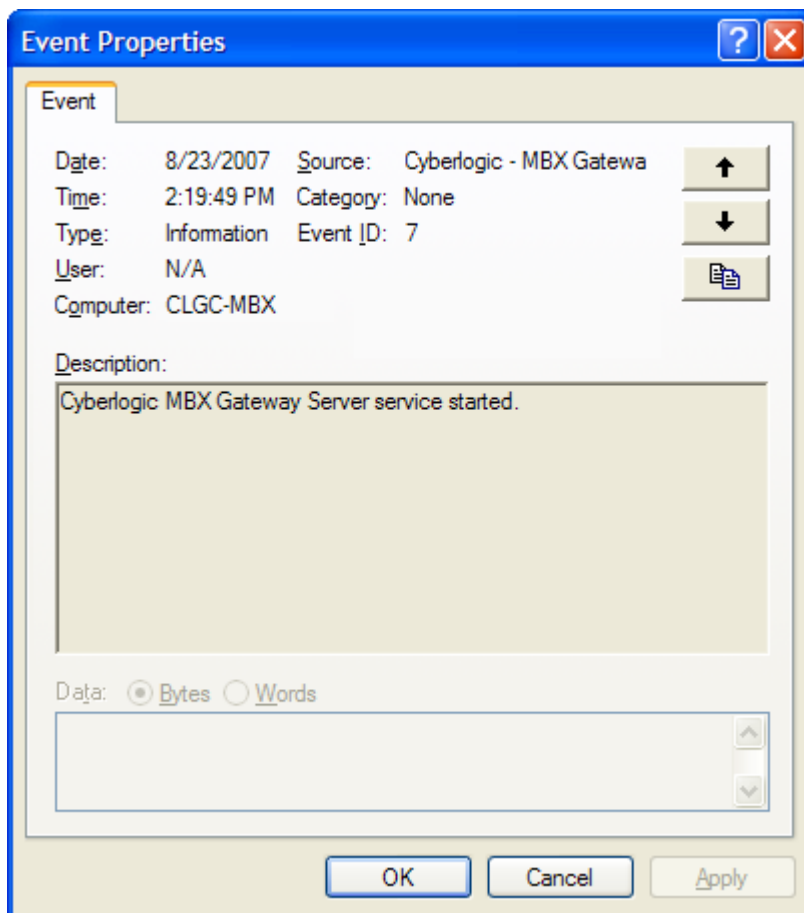 Event Properties
Event
Date: 8/23/2007 Source: Cyberlogic - MBX Gatewa
Time: 2:19:49 PM Category: None
Type: Information Event ID: 7
User: N/A
Computer: CLGC-MBX
Description:
Cyberlogic MBX Gateway Server service started.
Data: Bytes Words
OK Cancel Apply